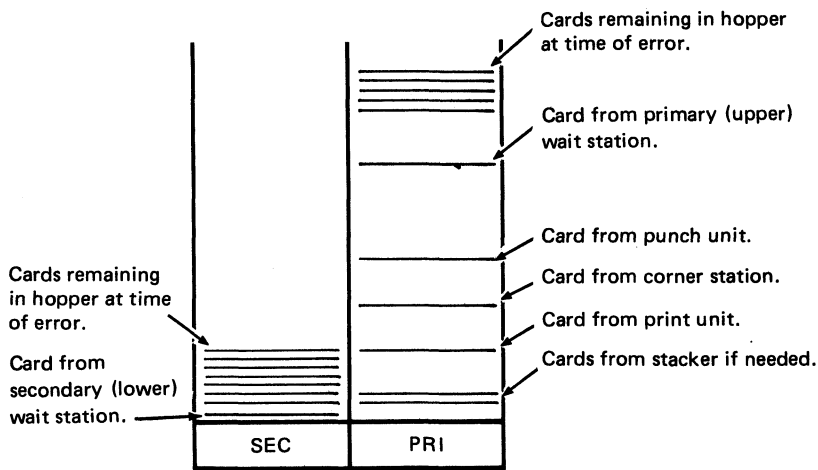 Cards remaining in hopper
at time of error.
Card from primary (upper)
wait station.
Card from punch unit.
Card from corner station.
Card from print unit.
Cards from stacker if needed.
Cards remaining
in hopper at time
of error.
Card from
secondary (lower)
wait station.
SEC
PRI